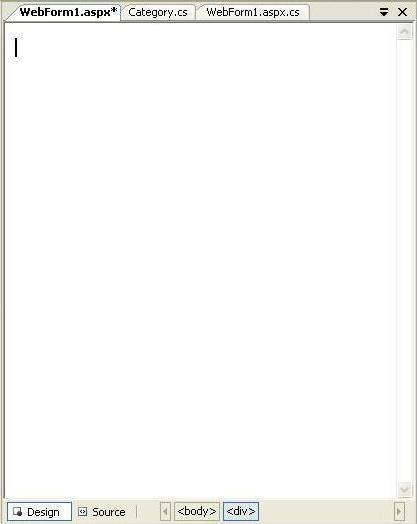 WebForm1.aspx* Category.cs WebForm1.aspx.cs
Design Source <body> <div>